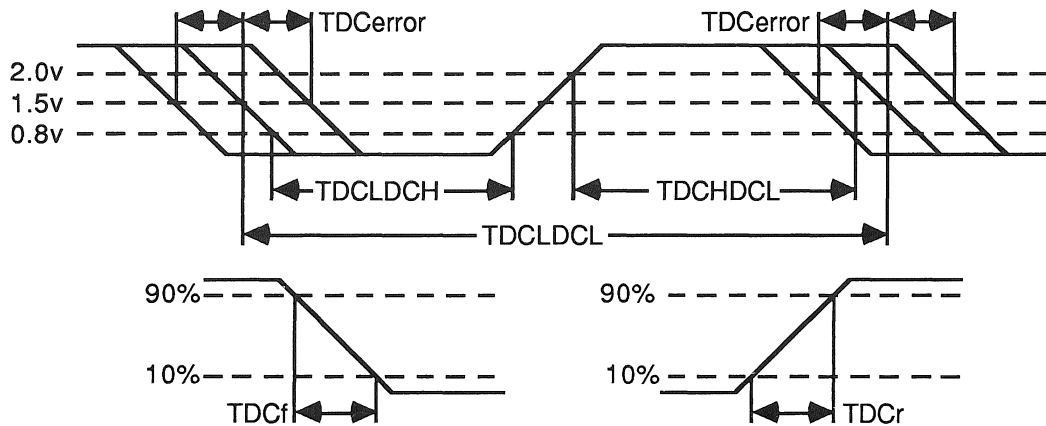 TDCerror TDCerror
2.0v
1.5v
0.8v
TDCLDCH TDCHDCL
TDCLDCL
90% 90%
10% 10%
TDCf TDCr